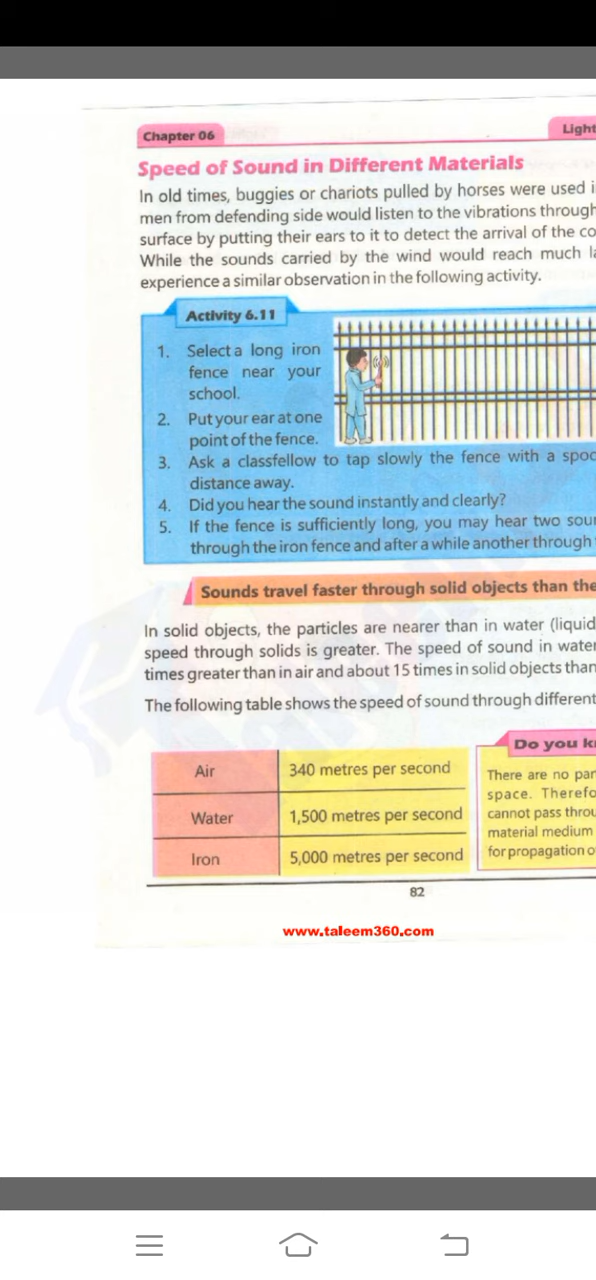 Chapter 06
Light
Speed of Sound in Different Materials
In old times, buggies or chariots pulled by horses were used i
men from defending side would listen to the vibrations through
surface by putting their ears to it to detect the arrival of the co
While the sounds carried by the wind would reach much la
experience a similar observation in the following activity.
Activity 6.11
1. Select a long iron
fence near your
school.
2. Put your ear at one
point of the fence.
3. Ask a classfellow to tap slowly the fence with a spoo
distance away.
4. Did you hear the sound instantly and clearly?
5. If the fence is sufficiently long, you may hear two sour
through the iron fence and after a while another through
Sounds travel faster through solid objects than the
In solid objects, the particles are nearer than in water (liquid
speed through solids is greater. The speed of sound in water
times greater than in air and about 15 times in solid objects than
The following table shows the speed of sound through different
Air 340 metres per second
Water 1,500 metres per second
Iron 5,000 metres per second
Do you k
There are no par
space. Therefo
cannot pass throu
material medium
for propagation o
82
www.taleem360.com